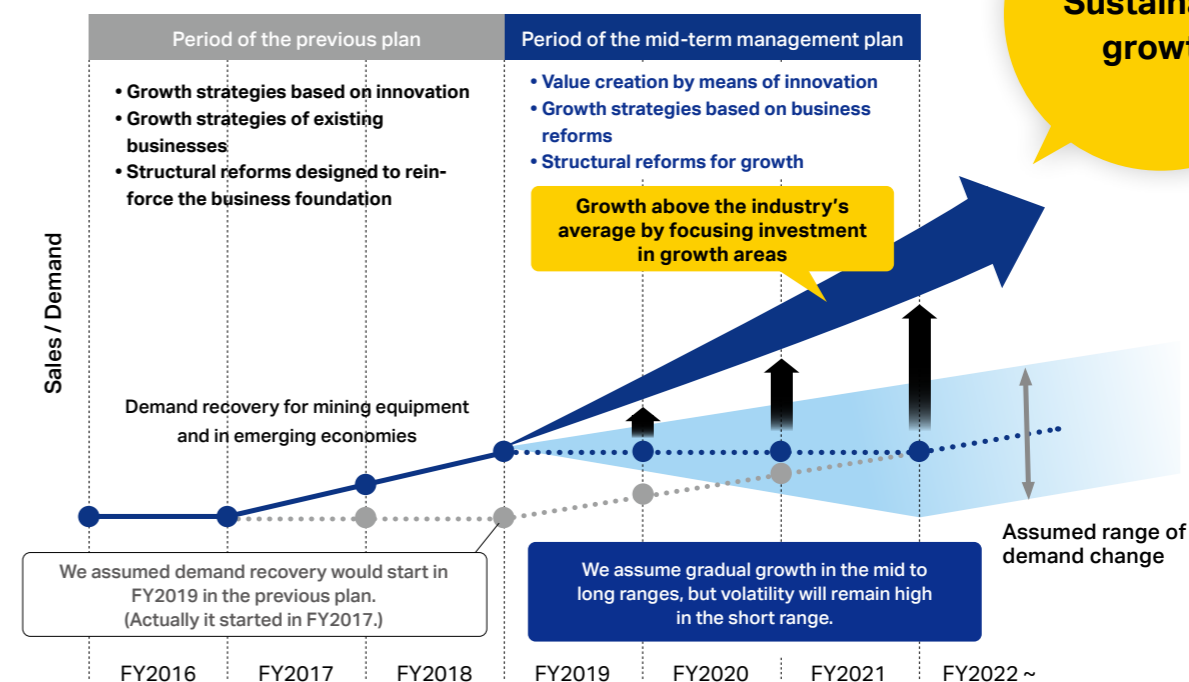 Sustaina
growt
Period of the previous plan
Period of the mid-term management plan
• Growth strategies based on innovation
• Growth strategies of existing
businesses
• Structural reforms designed to rein-
force the business foundation
• Value creation by means of innovation
• Growth strategies based on business
reforms
• Structural reforms for growth
Growth above the industry's
average by focusing investment
in growth areas
Sales / Demand
Demand recovery for mining equipment
and in emerging economies
Assumed range of
demand change
We assumed demand recovery would start in
FY2019 in the previous plan.
(Actually it started in FY2017.)
We assume gradual growth in the mid to
long ranges, but volatility will remain high
in the short range.
FY2016
FY2017
FY2018
FY2019
FY2020
FY2021
FY2022 ~